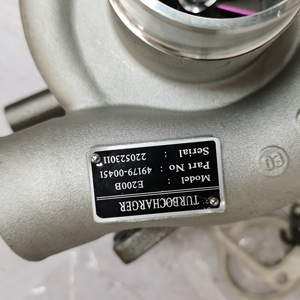 TURBOCHARGER
Model : E200B
Part No 49179-00451
Serial : 220523011